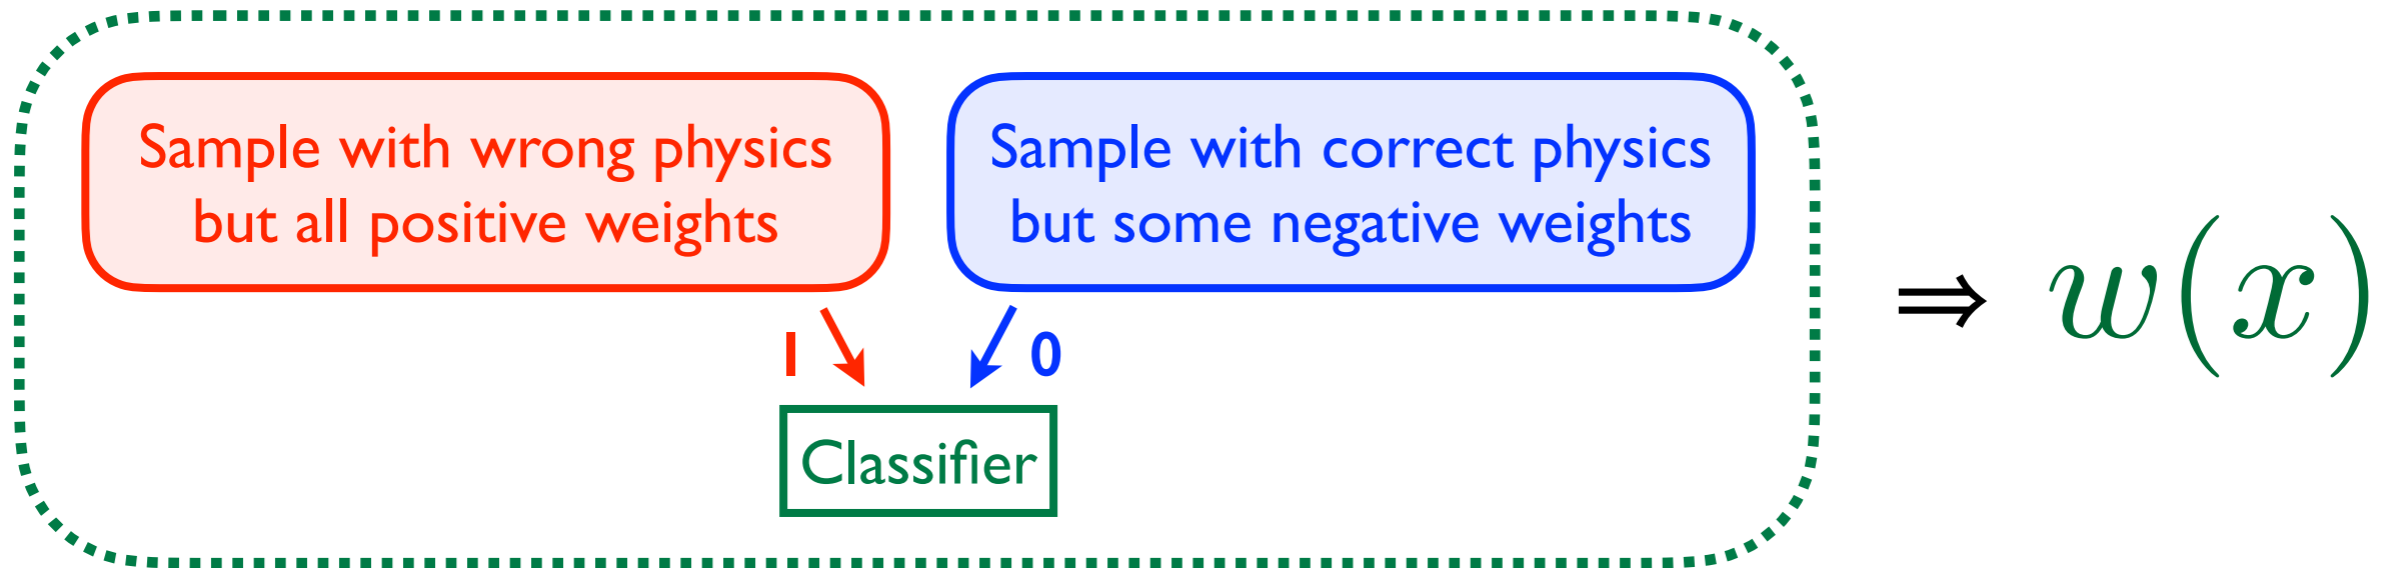 Sample with wrong physics
but all positive weights
Sample with correct physics
but some negative weights
1
0
Classifier
⇒ w(x)